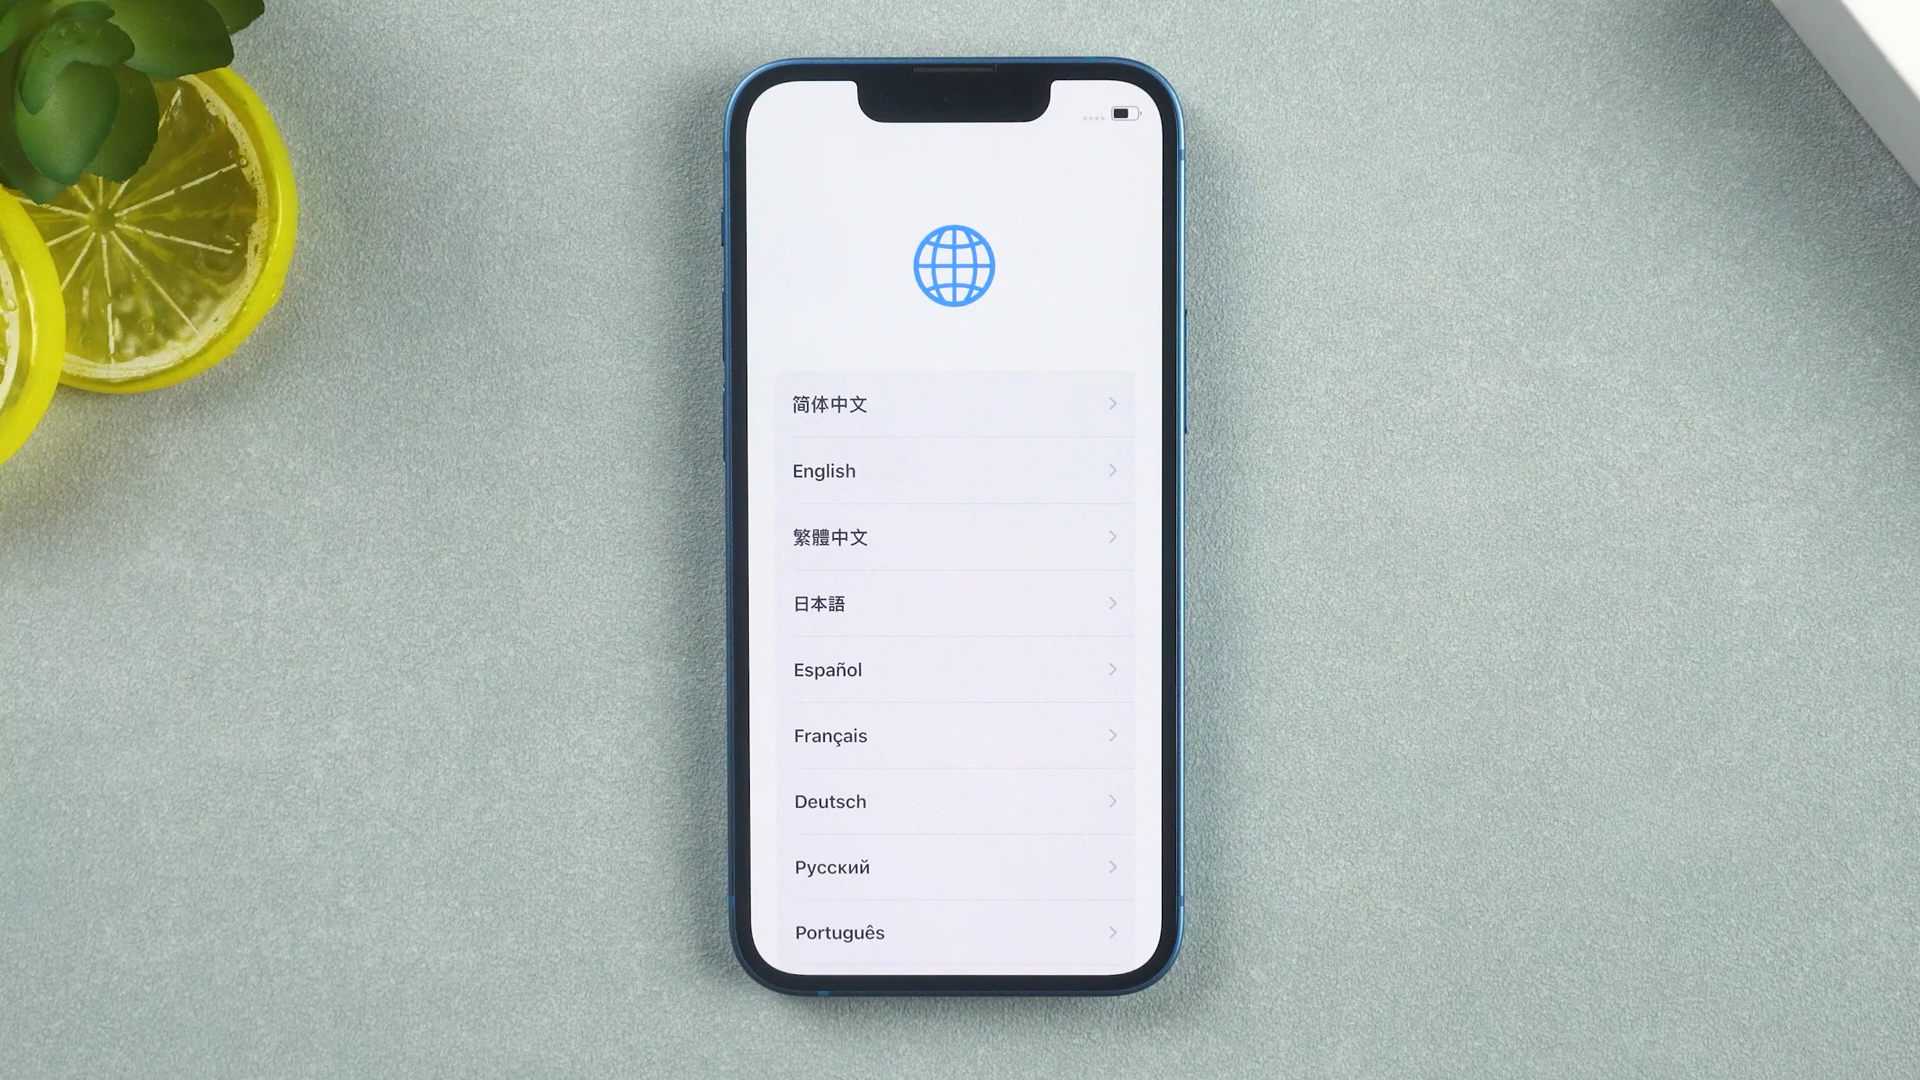 简体中文
English
繁體中文
日本語
Español
Français
Deutsch
Русский
Português